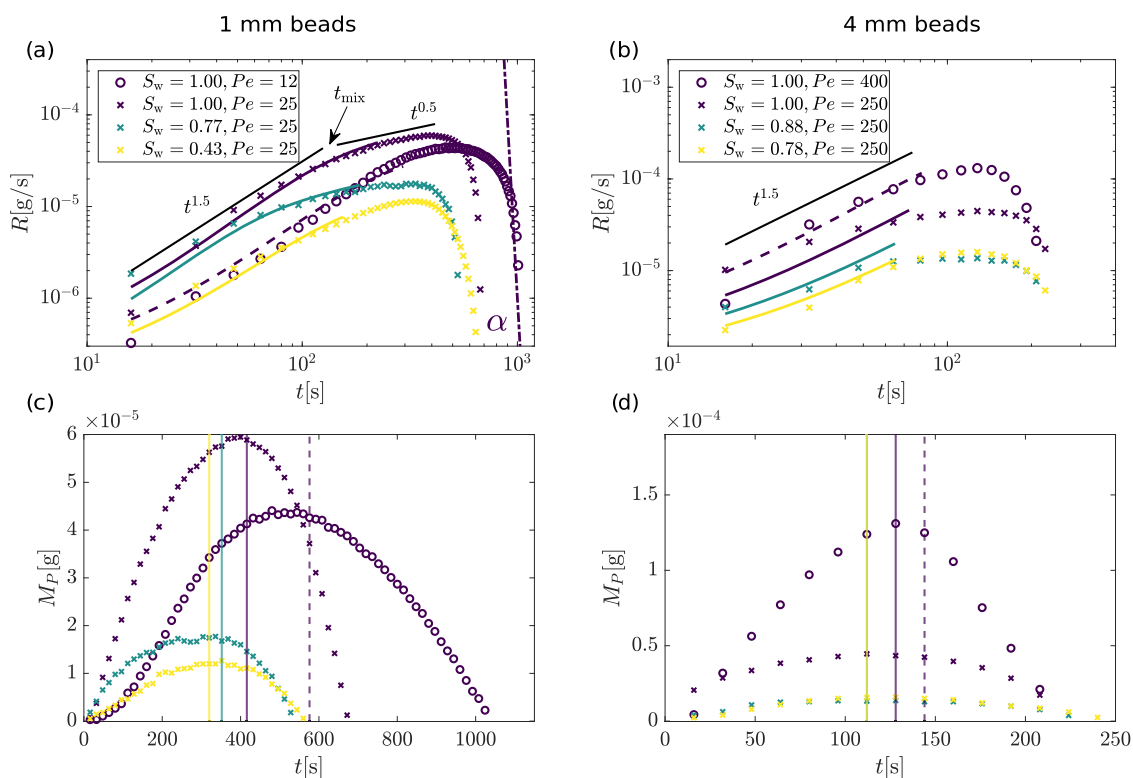 1 mm beads
4 mm beads
(a)
(b)
S_w = 1.00, Pe = 12
S_w = 1.00, Pe = 25
S_w = 0.77, Pe = 25
S_w = 0.43, Pe = 25
t_mix
t^0.5
t^1.5
α
10^-4
10^-5
10^-6
R[g/s]
10^1
10^2
10^3
t[s]
S_w = 1.00, Pe = 400
S_w = 1.00, Pe = 250
S_w = 0.88, Pe = 250
S_w = 0.78, Pe = 250
t^1.5
10^-2
10^-3
10^-4
10^-5
R[g/s]
10^1
10^2
t[s]
(c)
(d)
×10^-5
6
5
4
3
2
1
0
M_P[g]
0 200 400 600 800 1000
t[s]
×10^-4
1.5
1
0.5
0
M_P[g]
0 50 100 150 200 250
t[s]